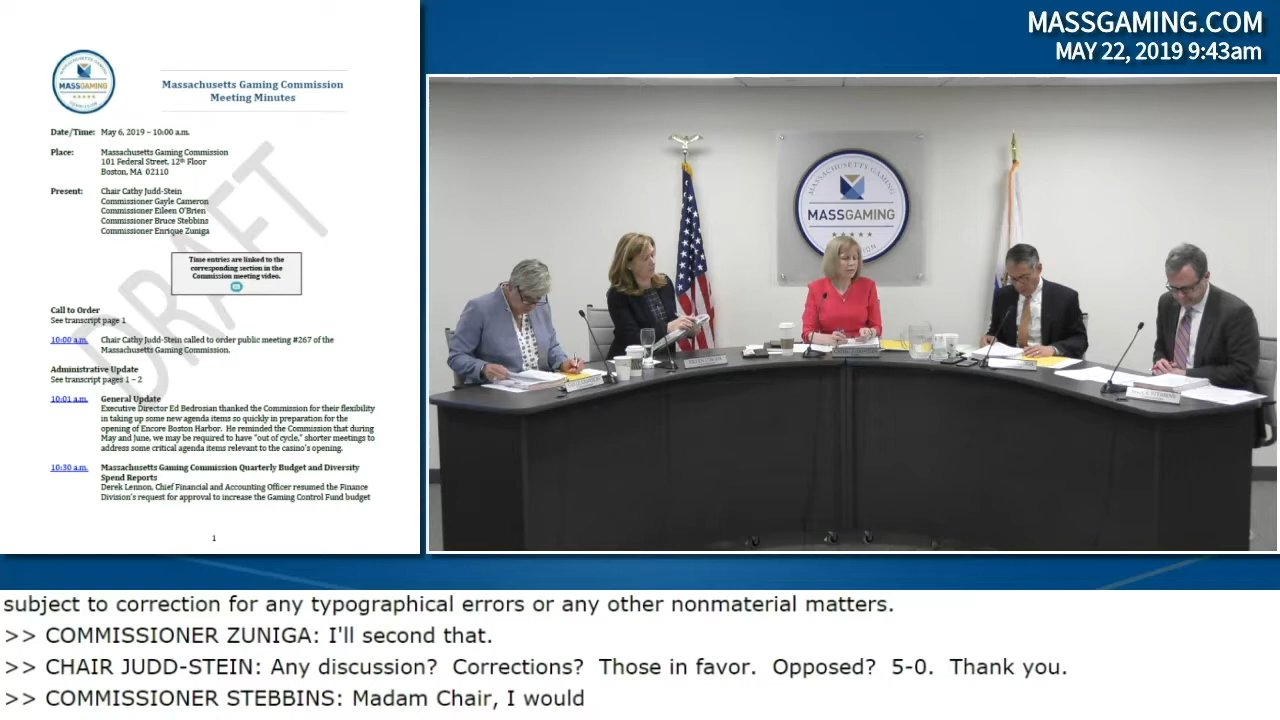 MASSGAMING.COM
MAY 22, 2019 9:43am
MASSGAMING
Massachusetts Gaming Commission
Meeting Minutes
Date/Time: May 6, 2019 – 10:00 a.m.
Place: Massachusetts Gaming Commission
101 Federal Street, 12th Floor
Boston, MA 02110
Present: Chair Cathy Judd-Stein
Commissioner Gayle Cameron
Commissioner Eileen O'Brien
Commissioner Bruce Stebbins
Commissioner Enrique Zuniga
Time entries are linked to the
corresponding section in the
Commission meeting video.
DRAFT
Call to Order
See transcript page 1
10:00 a.m. Chair Cathy Judd-Stein called to order public meeting #267 of the
Massachusetts Gaming Commission.
Administrative Update
See transcript pages 1 – 2
10:01 a.m. General Update
Executive Director Ed Bedrosian thanked the Commission for their flexibility
in taking up some new agenda items so quickly in preparation for the
opening of Encore Boston Harbor. He reminded the Commission that during
May and June, we may be required to have "out of cycle," shorter meetings to
address some critical agenda items relevant to the casino's opening.
10:30 a.m. Massachusetts Gaming Commission Quarterly Budget and Diversity
Spend Reports
Derek Lennon, Chief Financial and Accounting Officer resumed the Finance
Division's request for approval to increase the Gaming Control Fund budget
1
MASSACHUSETTS GAMING
MASSGAMING
subject to correction for any typographical errors or any other nonmaterial matters.
>> COMMISSIONER ZUNIGA: I'll second that.
>> CHAIR JUDD-STEIN: Any discussion? Corrections? Those in favor. Opposed? 5-0. Thank you.
>> COMMISSIONER STEBBINS: Madam Chair, I would